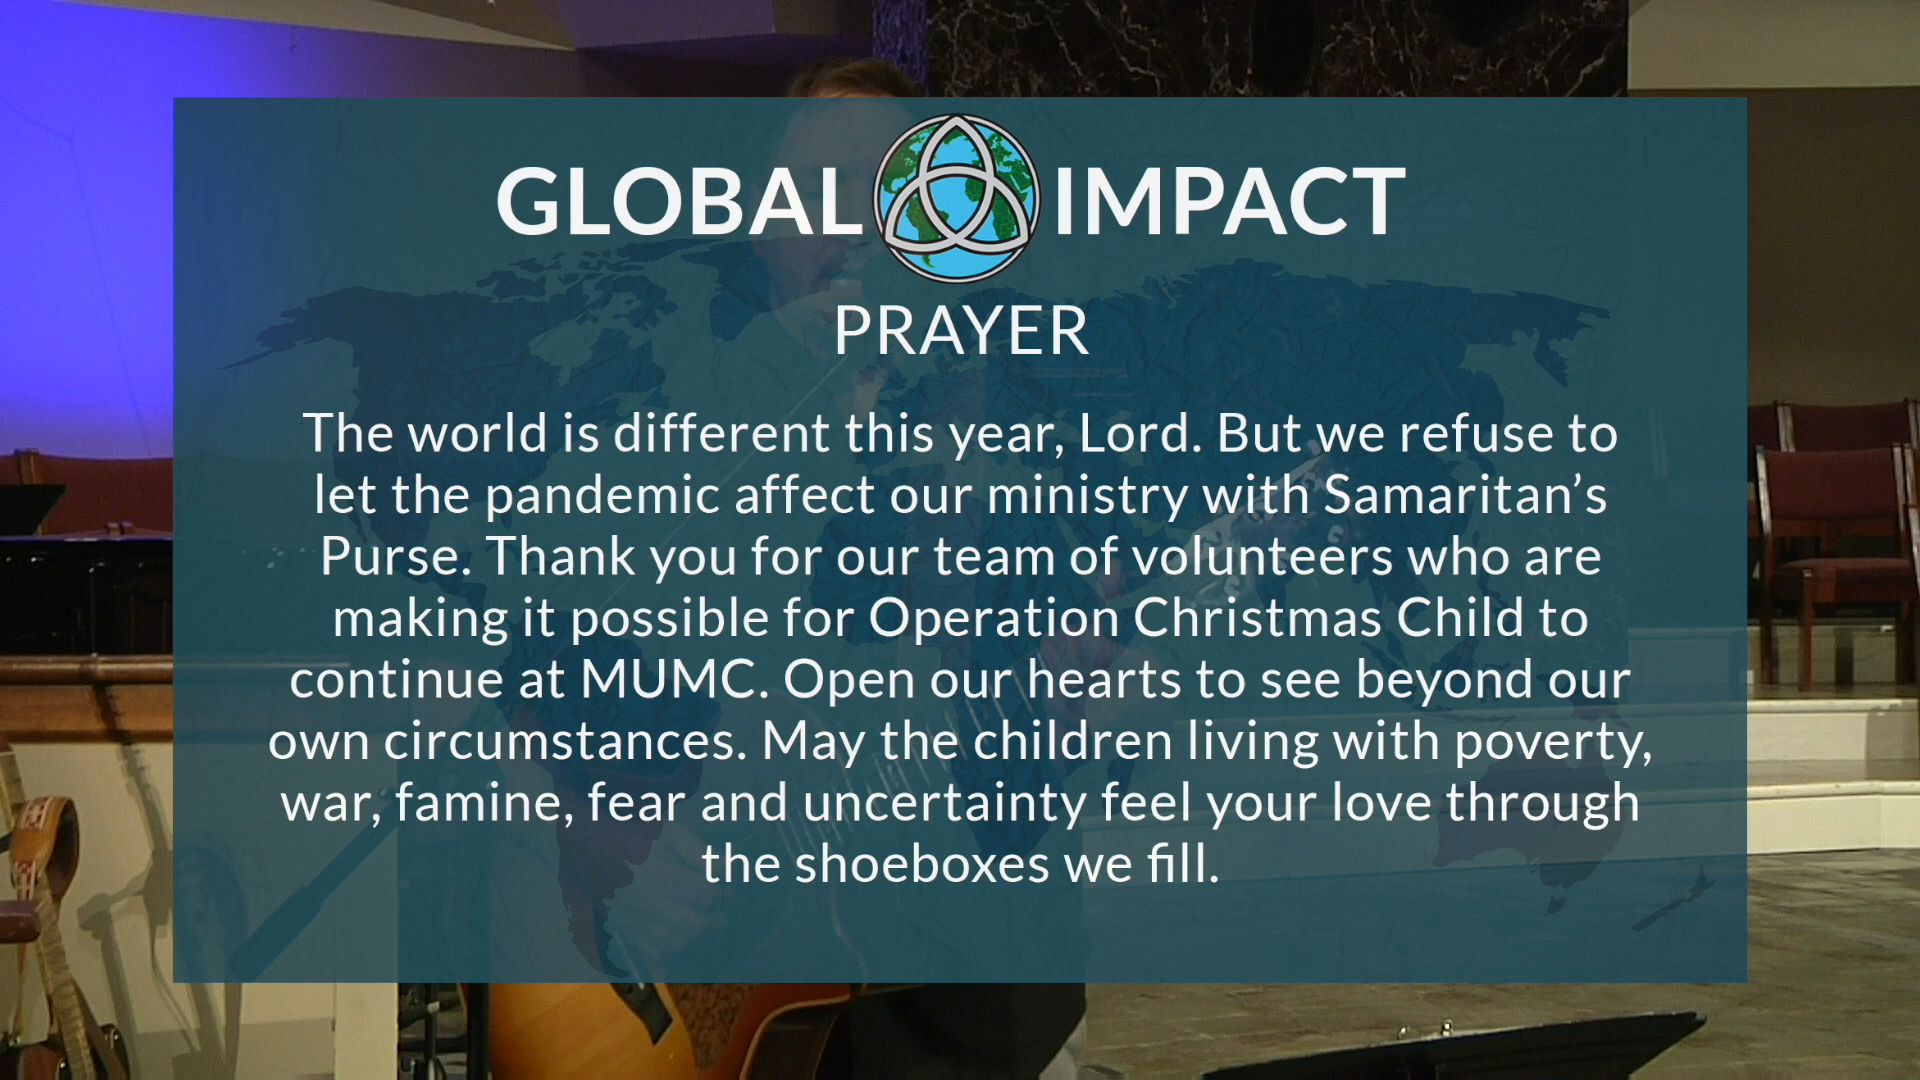 GLOBAL IMPACT
PRAYER
The world is different this year, Lord. But we refuse to
let the pandemic affect our ministry with Samaritan’s
Purse. Thank you for our team of volunteers who are
making it possible for Operation Christmas Child to
continue at MUMC. Open our hearts to see beyond our
own circumstances. May the children living with poverty,
war, famine, fear and uncertainty feel your love through
the shoeboxes we fill.